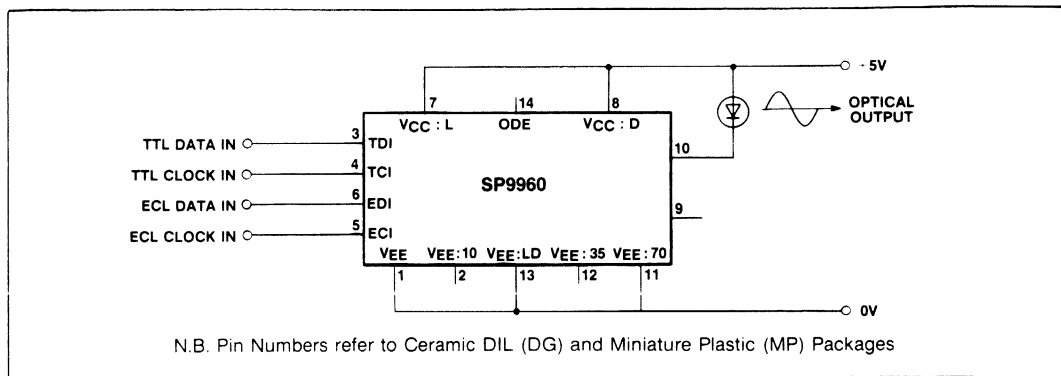 - 5V
7 14 8
VCC : L ODE VCC : D
OPTICAL
OUTPUT
TTL DATA IN 3 TDI
10
TTL CLOCK IN 4 TCI
SP9960
ECL DATA IN 6 EDI
9
ECL CLOCK IN 5 ECI
VEE VEE:10 VEE:LD VEE:35 VEE:70
1 2 13 12 11
0V
N.B. Pin Numbers refer to Ceramic DIL (DG) and Miniature Plastic (MP) Packages